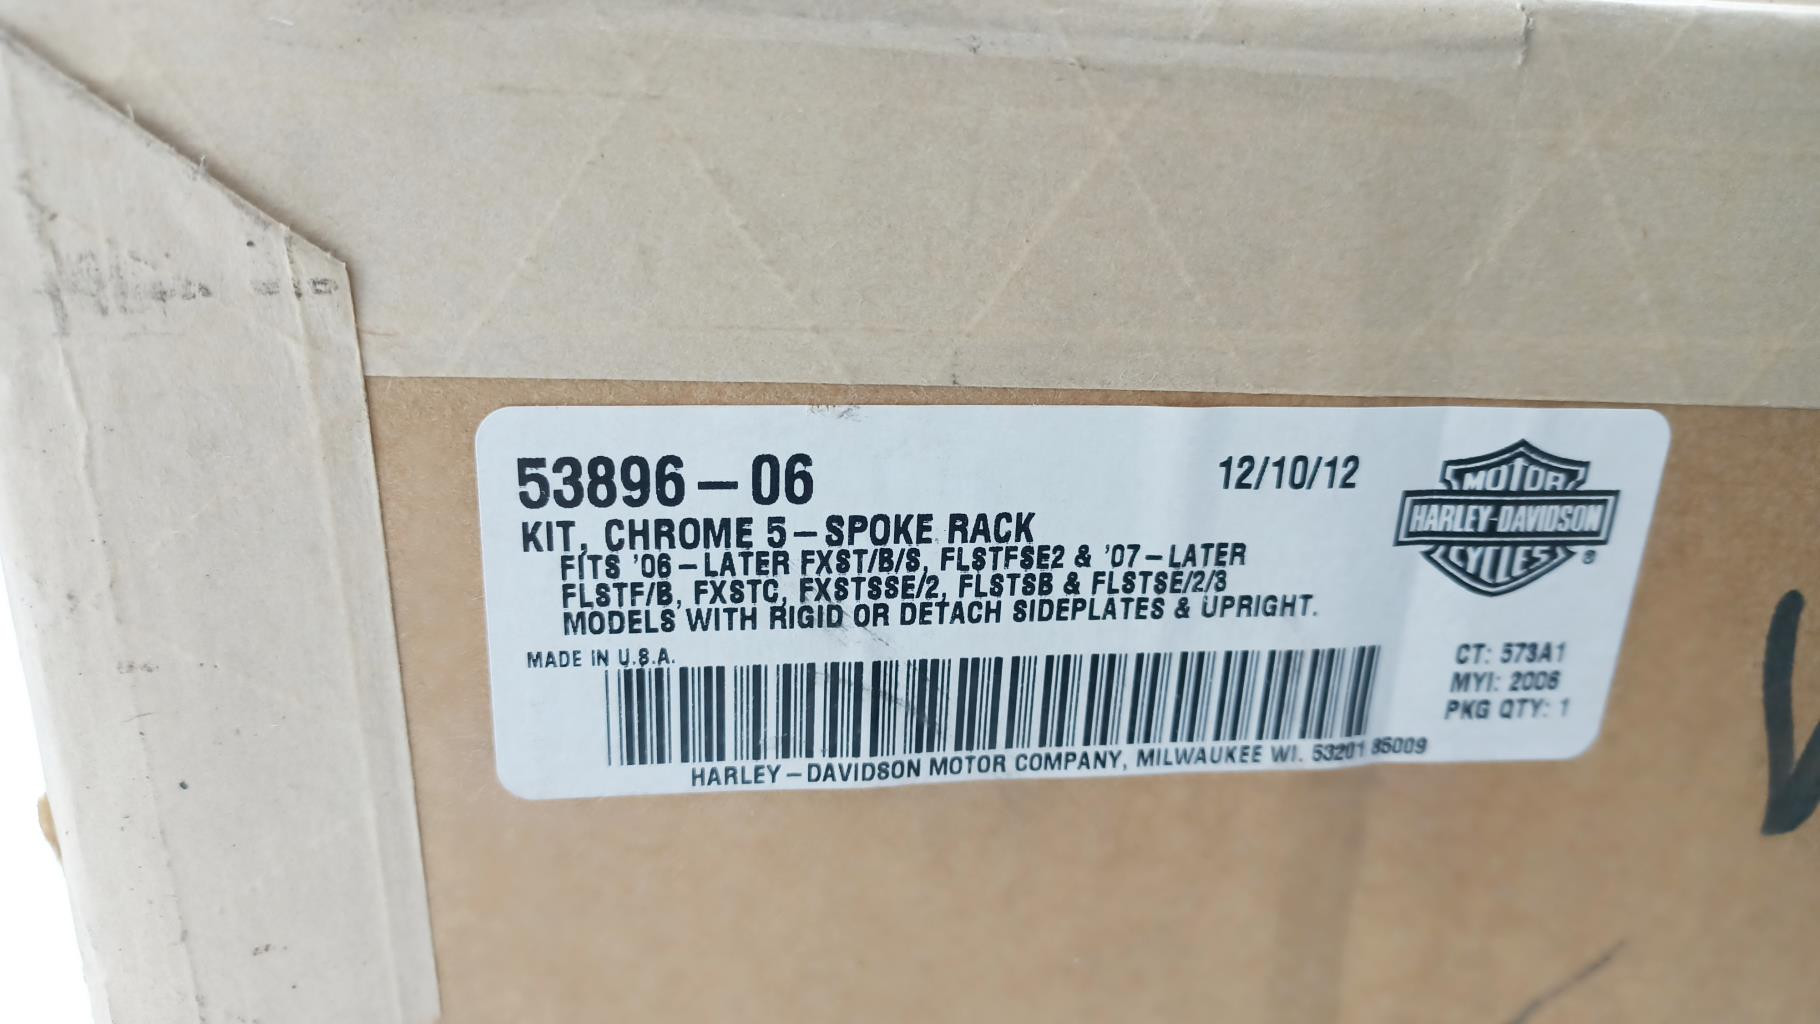 53896-06
12/10/12
KIT, CHROME 5-SPOKE RACK
FITS '06-LATER FXST/B/S, FLSTFSE2 & '07-LATER
FLSTF/B, FXSTC, FXSTSSE/2, FLSTSB & FLSTSE/2/3
MODELS WITH RIGID OR DETACH SIDEPLATES & UPRIGHT.
MADE IN U.S.A.
HARLEY-DAVIDSON MOTOR COMPANY, MILWAUKEE WI. 53201 85009
MOTOR
HARLEY-DAVIDSON
CYCLES®
CT: 573A1
MYI: 2006
PKG QTY: 1